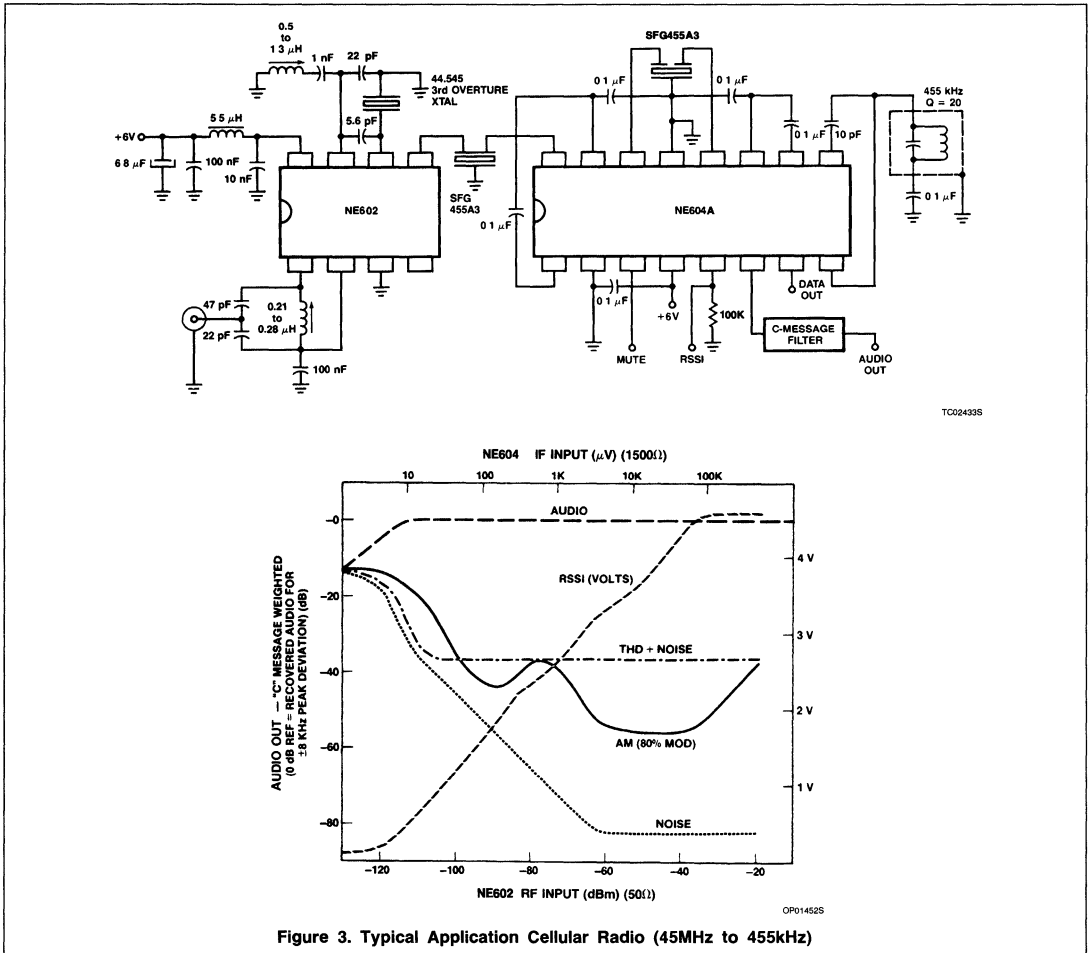 0.5
to
1 3 μH
1 nF
22 pF
44.545
3rd OVERTURE
XTAL
5.6 pF
5 5 μH
+6V
6 8 μF
100 nF
10 nF
SFG
455A3
NE602
47 pF
22 pF
0.21
to
0.28 μH
100 nF
SFG455A3
0 1 μF
0 1 μF
0 1 μF
10 pF
455 kHz
Q = 20
0 1 μF
0 1 μF
NE604A
0 1 μF
+6V
100K
MUTE
RSSI
DATA
OUT
C-MESSAGE
FILTER
AUDIO
OUT
TC02433S
NE604 IF INPUT (μV) (1500Ω)
10 100 1K 10K 100K
AUDIO OUT — "C" MESSAGE WEIGHTED
(0 dB REF = RECOVERED AUDIO FOR
±8 KHz PEAK DEVIATION) (dB)
-0
-20
-40
-60
-80
AUDIO
RSSI (VOLTS)
THD + NOISE
AM (80% MOD)
NOISE
4 V
3 V
2 V
1 V
-120 -100 -80 -60 -40 -20
NE602 RF INPUT (dBm) (50Ω)
OP01452S
Figure 3. Typical Application Cellular Radio (45MHz to 455kHz)